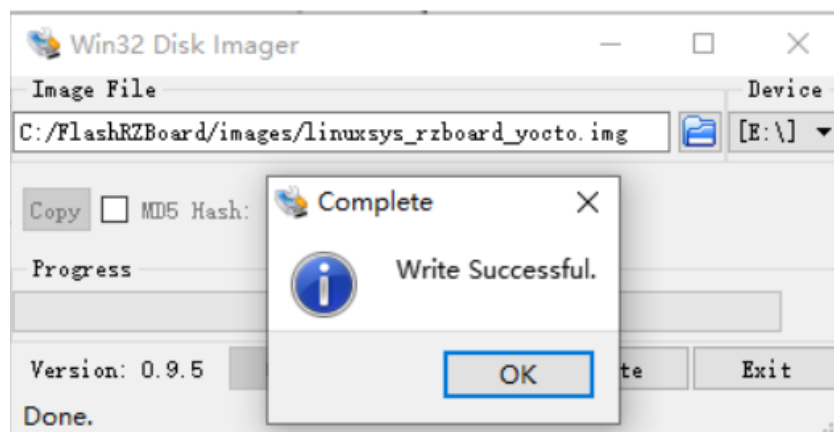 Win32 Disk Imager
Image File
Device
C:/FlashRZBoard/images/linuxsys_rzboard_yocto.img
[E:\]
Copy
MD5 Hash:
Complete
Write Successful.
Progress
Version: 0.9.5
OK
te
Exit
Done.